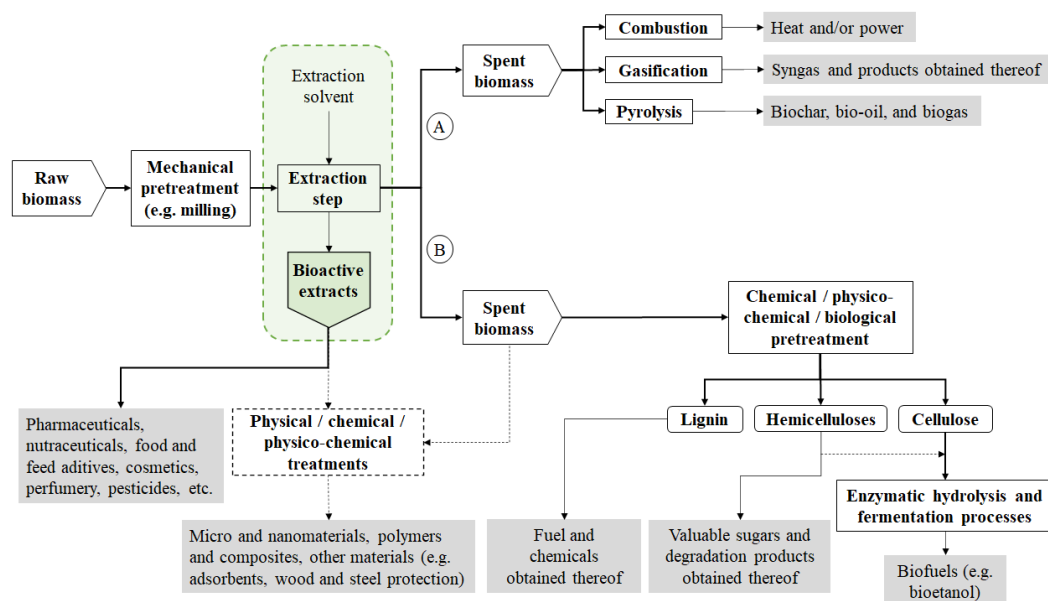 Raw
biomass
Mechanical
pretreatment
(e.g. milling)
Extraction
solvent
Extraction
step
Bioactive
extracts
A
B
Spent
biomass
Combustion
Heat and/or power
Gasification
Syngas and products obtained thereof
Pyrolysis
Biochar, bio-oil, and biogas
Spent
biomass
Chemical / physico-
chemical / biological
pretreatment
Lignin
Hemicelluloses
Cellulose
Pharmaceuticals,
nutraceuticals, food and
feed aditives, cosmetics,
perfumery, pesticides, etc.
Physical / chemical /
physico-chemical
treatments
Enzymatic hydrolysis and
fermentation processes
Micro and nanomaterials, polymers
and composites, other materials (e.g.
adsorbents, wood and steel protection)
Fuel and
chemicals
obtained thereof
Valuable sugars and
degradation products
obtained thereof
Biofuels (e.g.
bioetanol)